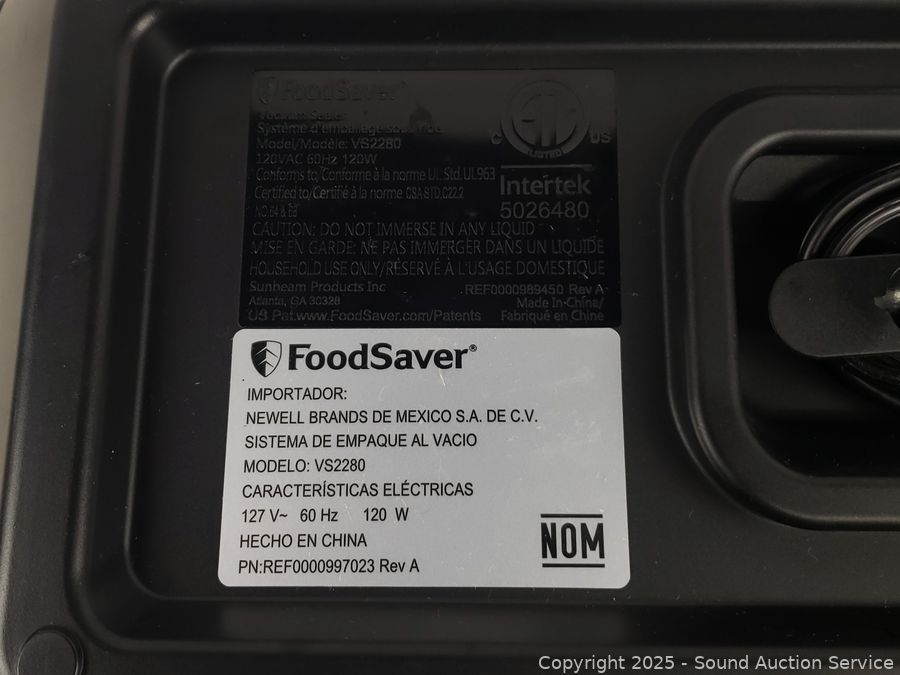 FoodSaver®
Vacuum Sealer
Système d'emballage sous vide
Model/Modèle: VS2280
120VAC 60Hz 120W
Conforms to/Conforme à la norme UL Std.UL963
Certified to/Certifié à la norme CSA-STD.C22.2
NO.64 & 68
C ETL US
LISTED
Intertek
5026480
CAUTION: DO NOT IMMERSE IN ANY LIQUID
MISE EN GARDE: NE PAS IMMERGER DANS UN LIQUIDE
HOUSEHOLD USE ONLY/RÉSERVÉ À L'USAGE DOMESTIQUE
Sunbeam Products Inc
Atlanta, GA 30328
US Pat.www.FoodSaver.com/Patents
REF0000989450 Rev A
Made In China/
Fabriqué en Chine
FoodSaver®
IMPORTADOR:
NEWELL BRANDS DE MEXICO S.A. DE C.V.
SISTEMA DE EMPAQUE AL VACIO
MODELO: VS2280
CARACTERÍSTICAS ELÉCTRICAS
127 V~ 60 Hz 120 W
HECHO EN CHINA
PN:REF0000997023 Rev A
NOM
Copyright 2025 - Sound Auction Service